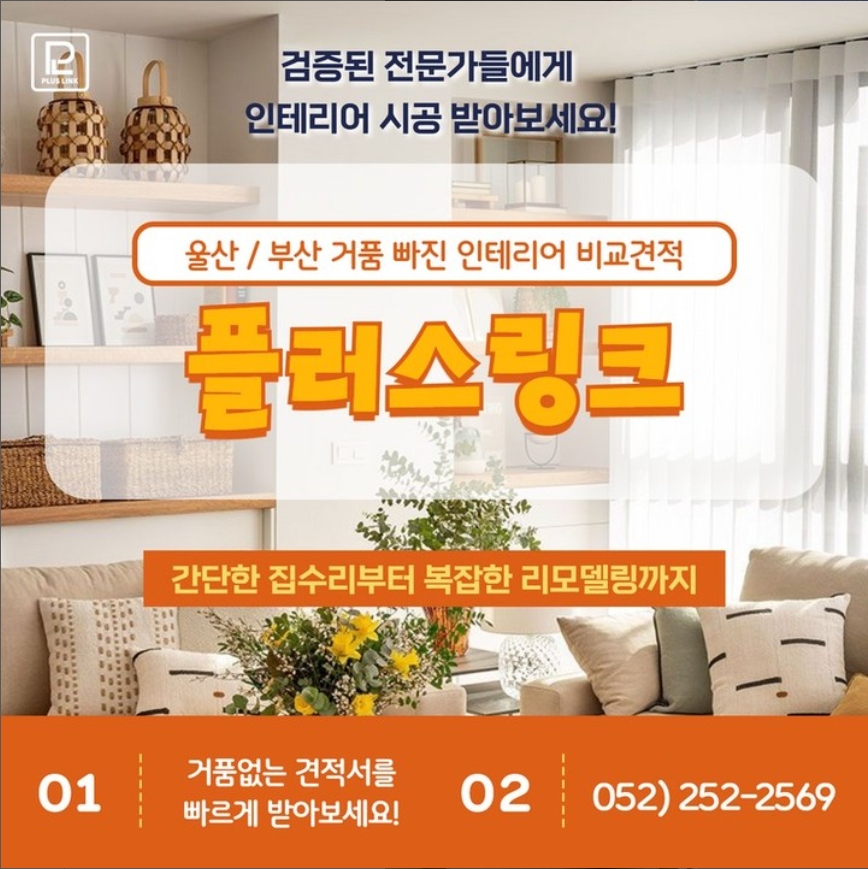 PLUS LINK
검증된 전문가들에게
인테리어 시공 받아보세요!
울산 / 부산 거품 빠진 인테리어 비교견적
플러스링크
간단한 집수리부터 복잡한 리모델링까지
01
거품없는 견적서를
빠르게 받아보세요!
02
052) 252-2569